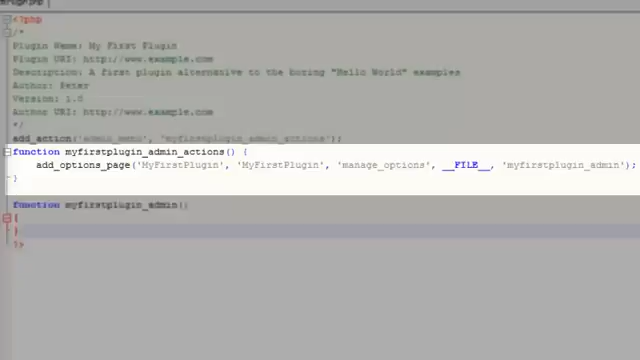 <?php
/*
Plugin Name: My First Plugin
Plugin URI: http://www.example.com
Description: A first plugin alternative to the boring "Hello World" examples
Author: Peter
Version: 1.0
Author URI: http://www.example.com
*/
add_action('admin_menu', 'myfirstplugin_admin_actions');
function myfirstplugin_admin_actions() {
add_options_page('MyFirstPlugin', 'MyFirstPlugin', 'manage_options', __FILE__, 'myfirstplugin_admin');
}
function myfirstplugin_admin()
{
}
?>